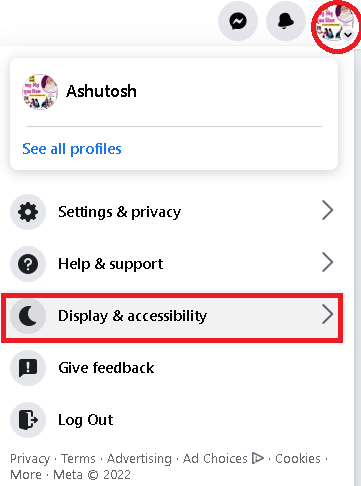 Ashutosh
See all profiles
Settings & privacy
Help & support
Display & accessibility
Give feedback
Log Out
Privacy · Terms · Advertising · Ad Choices · Cookies ·
More · Meta © 2022